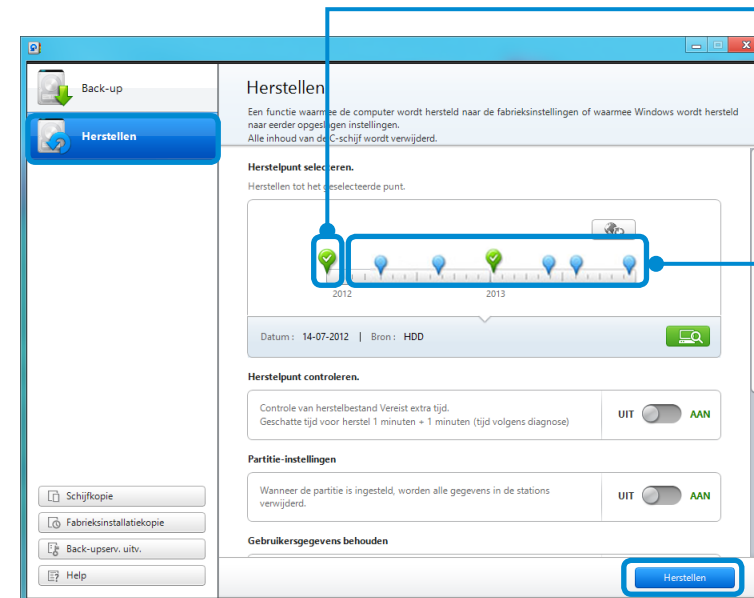 Back-up
Herstellen
Herstellen
Een functie waarmee de computer wordt hersteld naar de fabrieksinstellingen of waarmee Windows wordt hersteld
naar eerder opgeslagen instellingen.
Alle inhoud van de C-schijf wordt verwijderd.
Herstelpunt selecteren.
Herstellen tot het geselecteerde punt.
2012 2013
Datum : 14-07-2012 | Bron : HDD
Herstelpunt controleren.
Controle van herstelbestand Vereist extra tijd.
Geschatte tijd voor herstel 1 minuten + 1 minuten (tijd volgens diagnose)
UIT AAN
Partitie-instellingen
Wanneer de partitie is ingesteld, worden alle gegevens in de stations
verwijderd.
UIT AAN
Gebruikersgegevens behouden
Schijfkopie
Fabrieksinstallatiekopie
Back-upserv. uitv.
Help
Herstellen